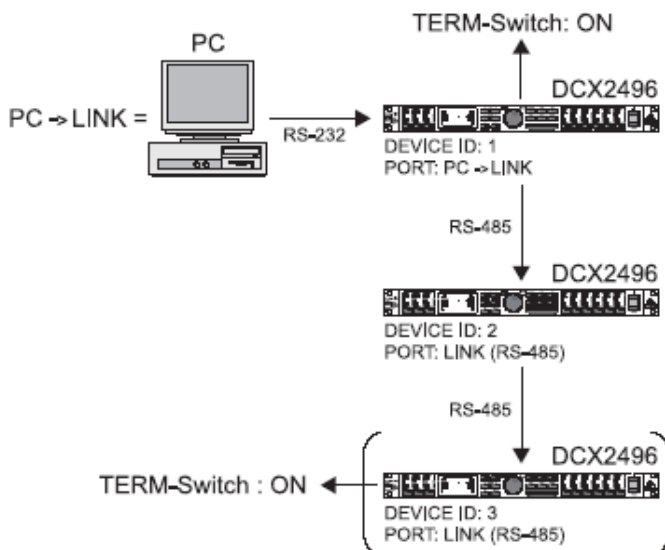 TERM-Switch: ON
PC
DCX2496
PC -> LINK =
RS-232
DEVICE ID: 1
PORT: PC -> LINK
RS-485
DCX2496
DEVICE ID: 2
PORT: LINK (RS-485)
RS-485
DCX2496
TERM-Switch : ON
DEVICE ID: 3
PORT: LINK (RS-485)